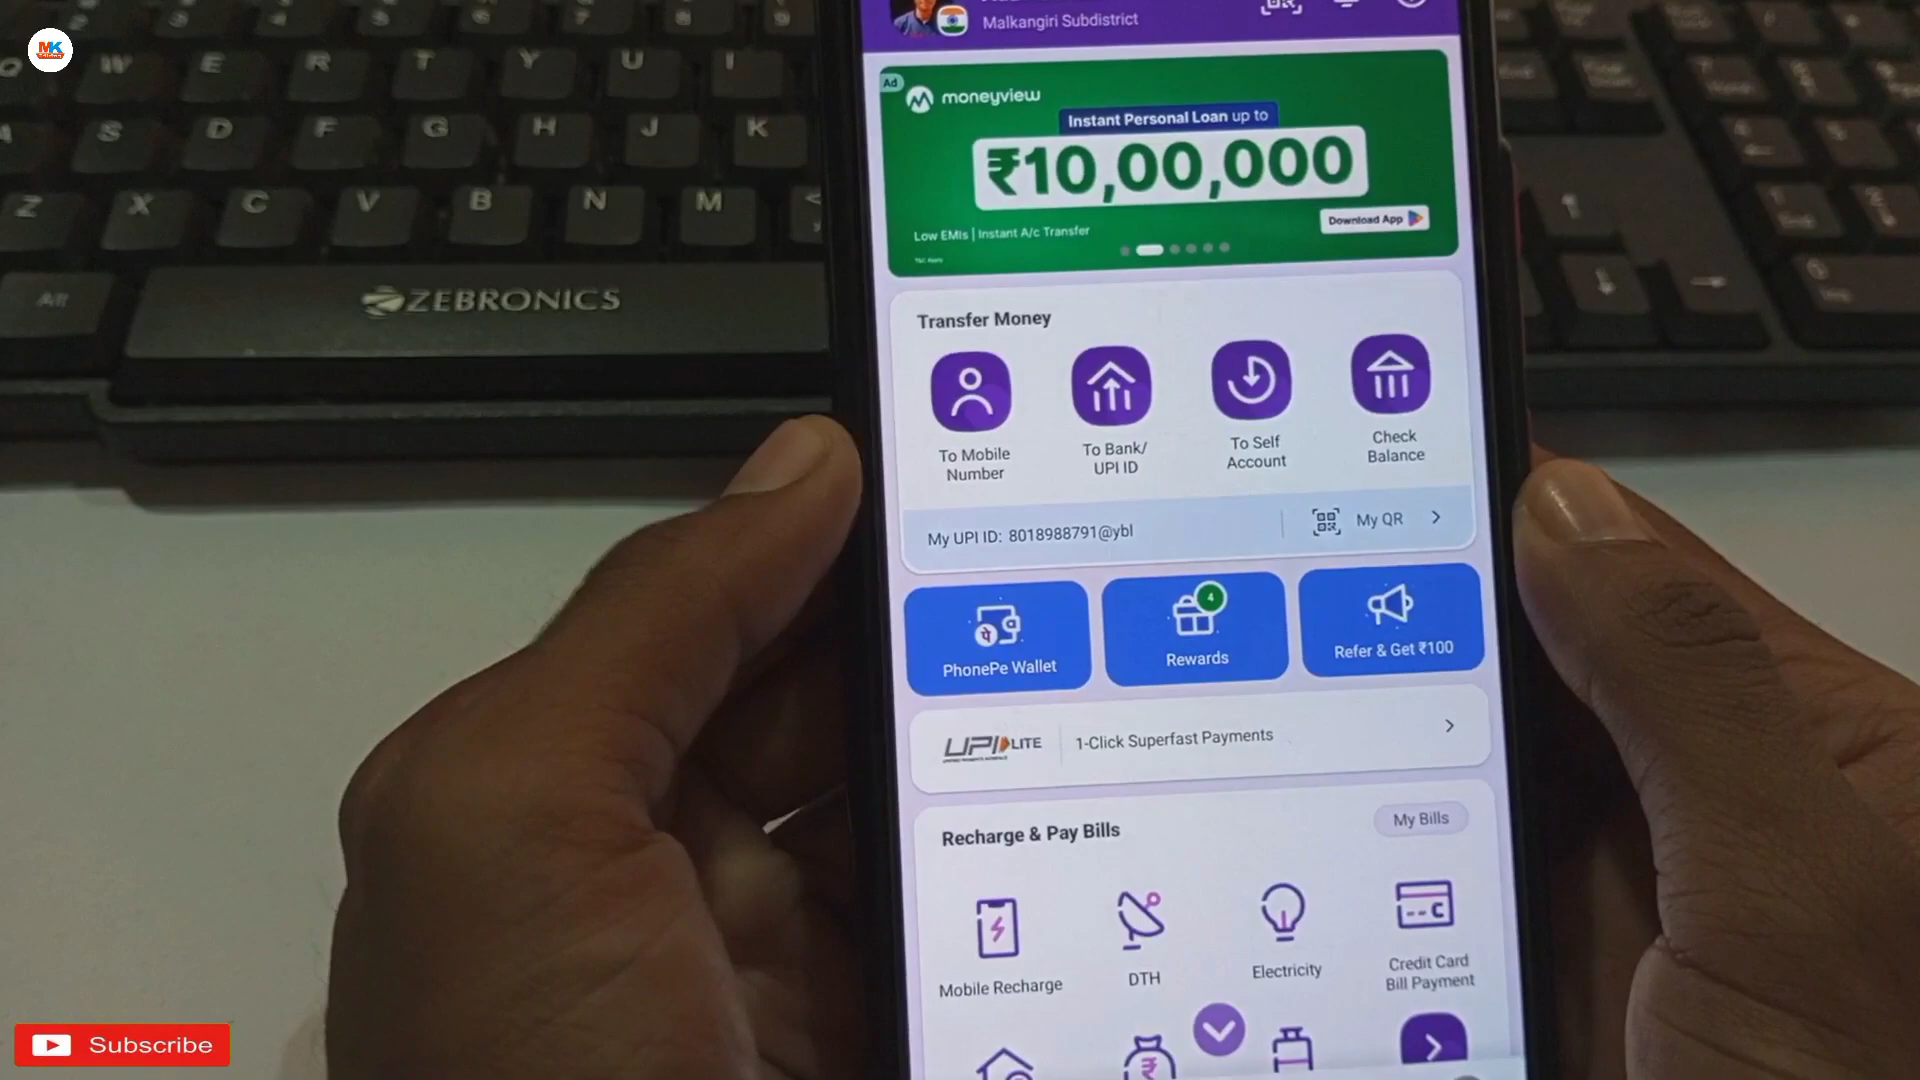 MK
Malkangiri Subdistrict
Ad
moneyview
Instant Personal Loan up to
₹10,00,000
Download App
Low EMIs | Instant A/c Transfer
T&C Apply
Transfer Money
To Mobile
Number
To Bank/
UPI ID
To Self
Account
Check
Balance
My UPI ID: 8018988791@ybl
My QR
4
पे
PhonePe Wallet
Rewards
Refer & Get ₹100
UPI LITE
1-Click Superfast Payments
Recharge & Pay Bills
My Bills
Mobile Recharge
DTH
Electricity
Credit Card
Bill Payment
W E R T Y U I
S D F G H J K
Z X C V B N M
Alt
ZEBRONICS
Subscribe